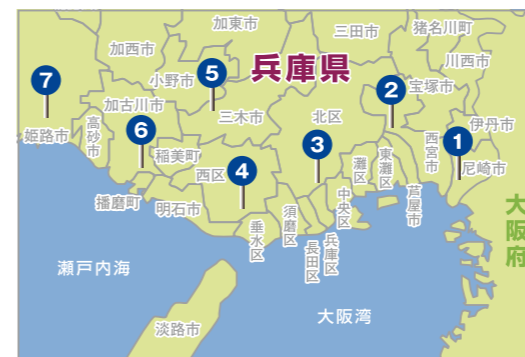 加東市
三田市
猪名川町
加西市
兵庫県
川西市
7
小野市
5
2
宝塚市
加古川市
三木市
北区
伊丹市
6
高砂市
3
1
姫路市
稲美町
4
西区
灘区
東灘区
西宮市
尼崎市
播磨町
明石市
中央区
芦屋市
大阪府
垂水区
須磨区
長田区
兵庫区
瀬戸内海
大阪湾
淡路市